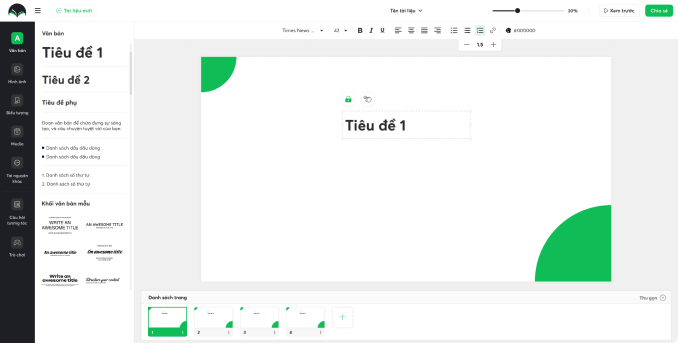 Tài liệu mới
Tên tài liệu
30%
Xem trước
Chia sẻ
Times New ...
42
B I U
#000000
1.5
Văn bản
Hình ảnh
Biểu tượng
Media
Tài nguyên
khác
Câu hỏi
tương tác
Trò chơi
Văn bản
Tiêu đề 1
Tiêu đề 2
Tiêu đề phụ
Đoạn văn bản để chứa đựng sự sáng
tạo, và câu chuyện tuyệt vời của bạn.
Danh sách dấu đầu dòng
Danh sách dấu đầu dòng
1. Danh sách số thứ tự
2. Danh sách số thứ tự
Khối văn bản mẫu
WRITE AN
AWESOME TITLE
AN AWESOME TITLE
An awesome title
An awesome title
Write an
awesome title
Tiêu đề 1
Danh sách trang
Thu gọn
1
2
3